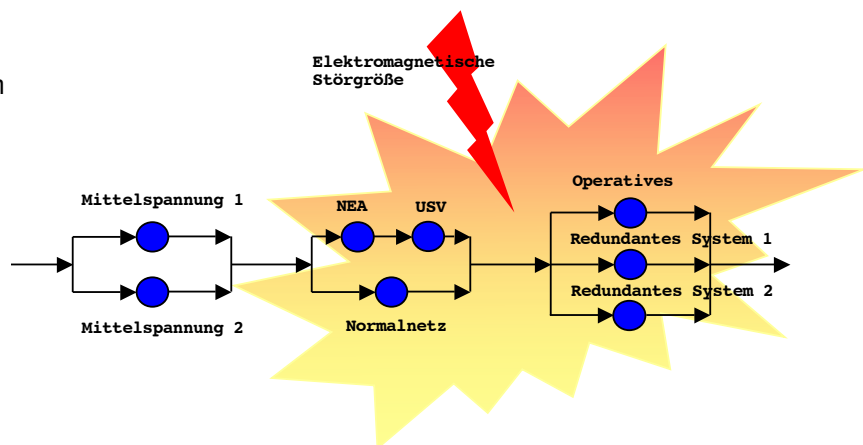 Elektromagnetische
Störgröße
n
Operatives
Mittelspannung 1
NEA
USV
Redundantes System 1
Redundantes System 2
Normalnetz
Mittelspannung 2